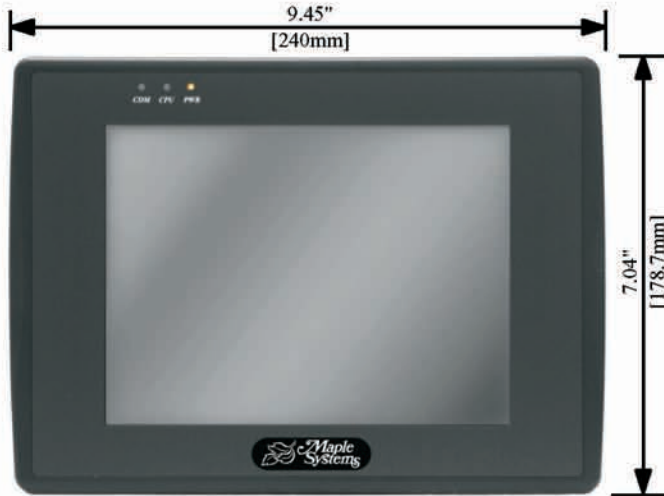 9.45"
[240mm]
COM CPU PWR
7.04"
[178.7mm]
Maple
Systems